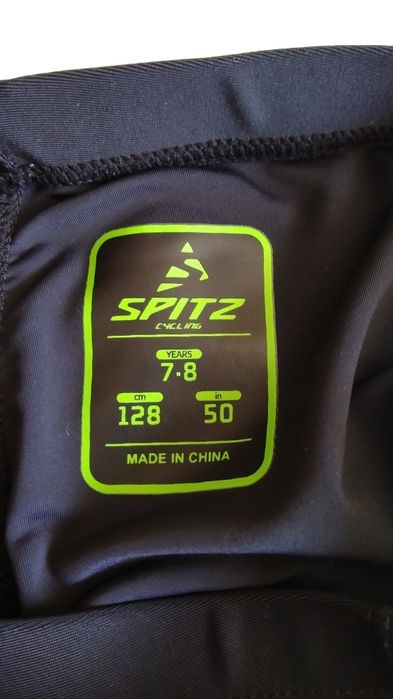 SPITZ
CYCLING
YEARS
7-8
cm in
128 50
MADE IN CHINA